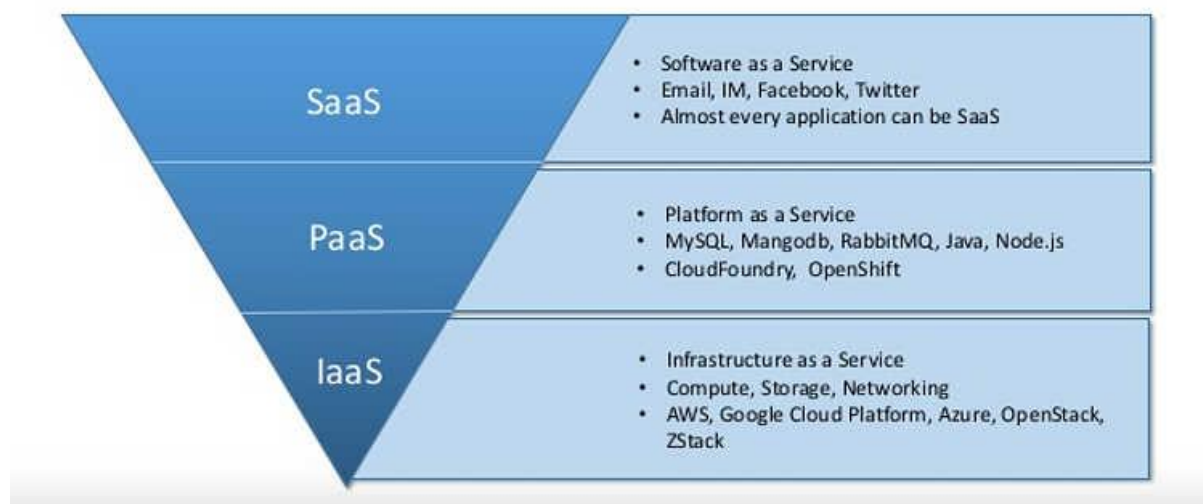 SaaS
• Software as a Service
• Email, IM, Facebook, Twitter
• Almost every application can be SaaS
PaaS
• Platform as a Service
• MySQL, Mangodb, RabbitMQ, Java, Node.js
• CloudFoundry, OpenShift
IaaS
• Infrastructure as a Service
• Compute, Storage, Networking
• AWS, Google Cloud Platform, Azure, OpenStack,
ZStack